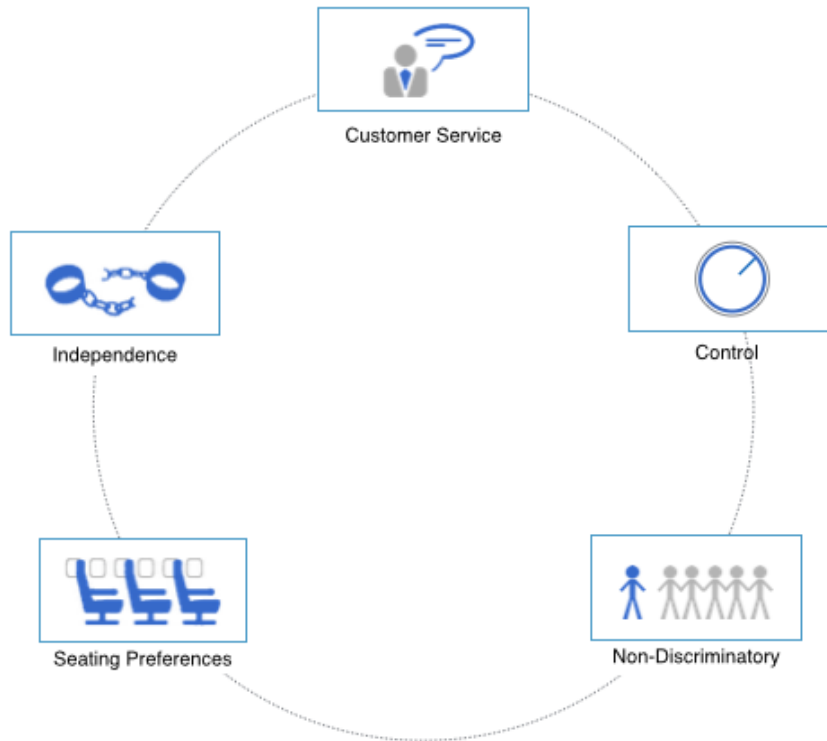 Customer Service
Independence
Control
Seating Preferences
Non-Discriminatory